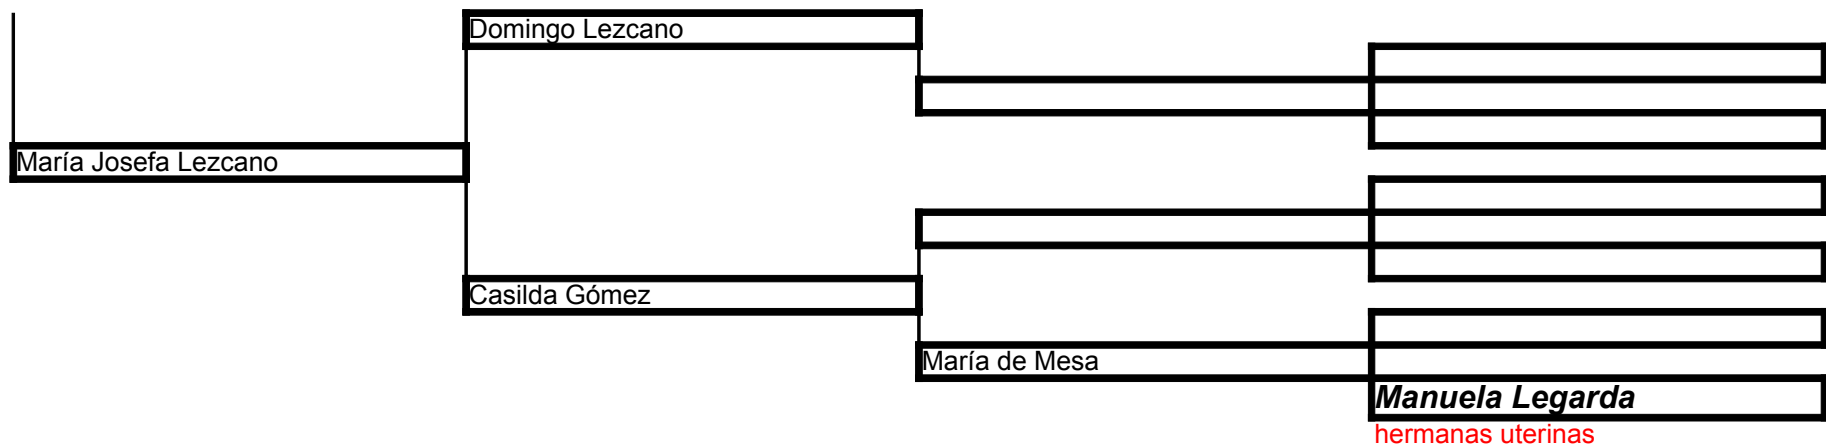 Domingo Lezcano
María Josefa Lezcano
Casilda Gómez
María de Mesa
Manuela Legarda
hermanas uterinas